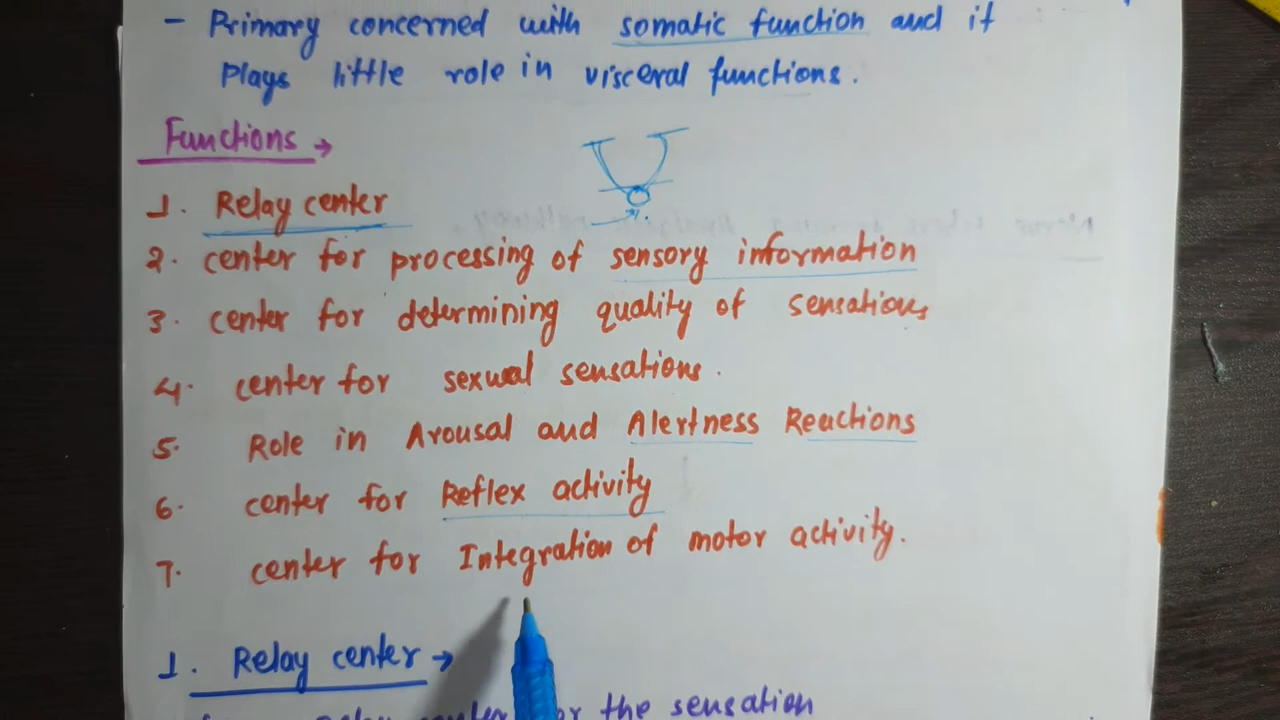 - Primary concerned with somatic function and it
Plays little role in visceral functions.
Functions →
1. Relay center
2. center for processing of sensory information
3. center for determining quality of sensations
4. center for sexual sensations.
5. Role in Arousal and Alertness Reactions
6. center for Reflex activity
7. center for Integration of motor activity.
1. Relay center →
relay center for the sensation